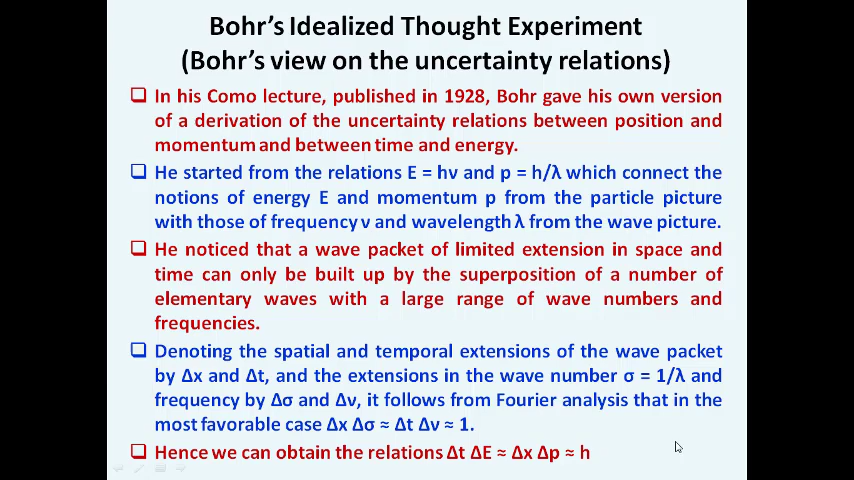 Bohr's Idealized Thought Experiment
(Bohr's view on the uncertainty relations)
In his Como lecture, published in 1928, Bohr gave his own version
of a derivation of the uncertainty relations between position and
momentum and between time and energy.
He started from the relations E = hν and p = h/λ which connect the
notions of energy E and momentum p from the particle picture
with those of frequency ν and wavelength λ from the wave picture.
He noticed that a wave packet of limited extension in space and
time can only be built up by the superposition of a number of
elementary waves with a large range of wave numbers and
frequencies.
Denoting the spatial and temporal extensions of the wave packet
by Δx and Δt, and the extensions in the wave number σ = 1/λ and
frequency by Δσ and Δν, it follows from Fourier analysis that in the
most favorable case Δx Δσ ≈ Δt Δν ≈ 1.
Hence we can obtain the relations Δt ΔE ≈ Δx Δp ≈ h